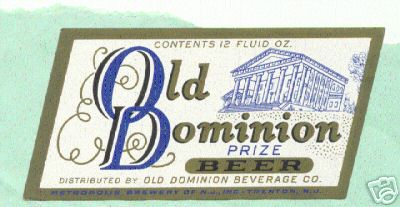 CONTENTS 12 FLUID OZ.
Old
Dominion
PRIZE
BEER
DISTRIBUTED BY OLD DOMINION BEVERAGE CO.
METROPOLIS BREWERY OF N.J., INC. - TRENTON, N.J.